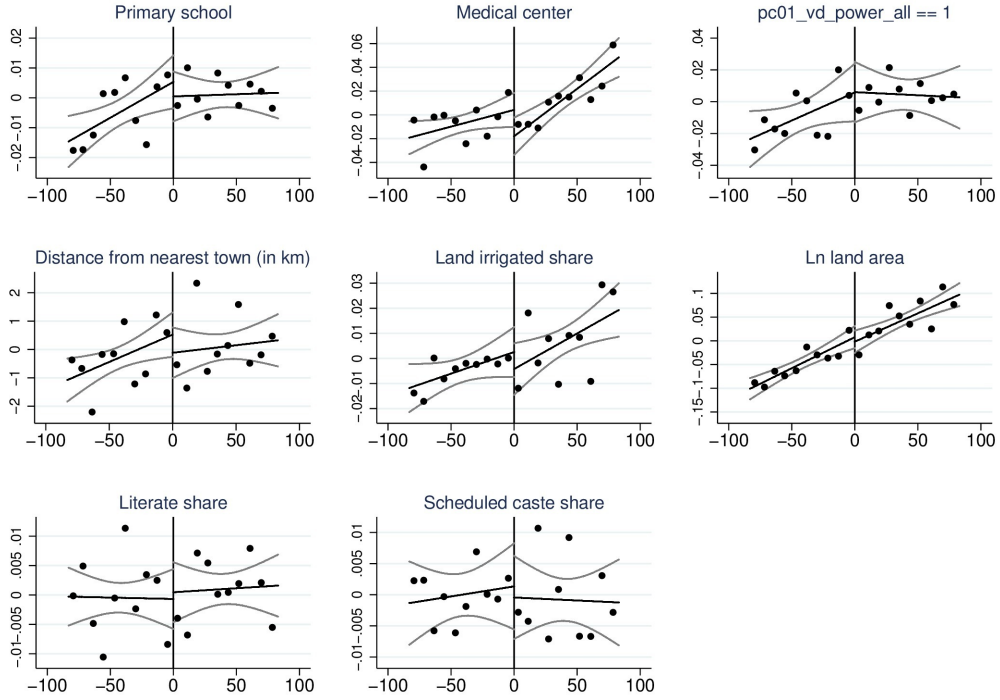 Primary school
.02
.01
0
-.01
-.02
−100 −50 0 50 100
Medical center
.06
.04
.02
0
-.02
-.04
−100 −50 0 50 100
pc01_vd_power_all == 1
.04
.02
0
-.02
-.04
−100 −50 0 50 100
Distance from nearest town (in km)
2
1
0
-1
-2
−100 −50 0 50 100
Land irrigated share
.03
.02
.01
0
-.01
-.02
−100 −50 0 50 100
Ln land area
.1
.05
0
-.05
-.1
-.15
−100 −50 0 50 100
Literate share
.01
.005
0
-.005
-.01
−100 −50 0 50 100
Scheduled caste share
.01
.005
0
-.005
-.01
−100 −50 0 50 100